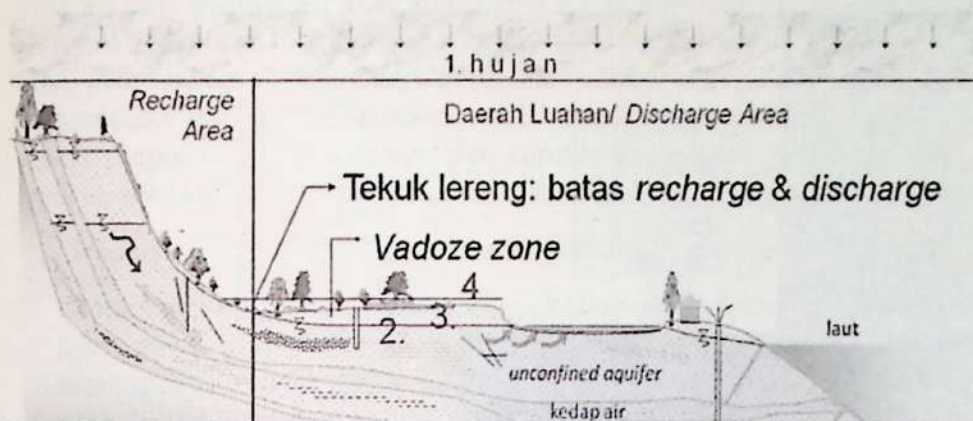 1. hujan
Recharge
Area
Daerah Luahan/ Discharge Area
Tekuk lereng: batas recharge & discharge
Vadoze zone
4
3.
2.
laut
unconfined aquifer
kedap air